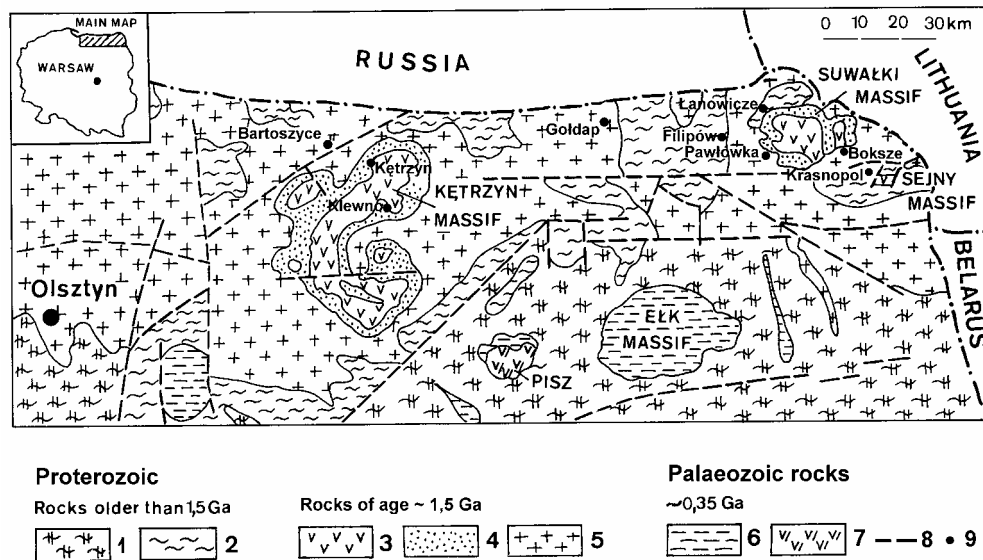 MAIN MAP
WARSAW
RUSSIA
0 10 20 30km
LITHUANIA
SUWAŁKI
MASSIF
Łanowicze
Bartoszyce
Gołdap
Filipów
Pawłówka
Boksze
Krasnopol
SEJNY
MASSIF
Kętrzyn
KĘTRZYN
MASSIF
Klewno
BELARUS
Olsztyn
EŁK
MASSIF
PISZ
Proterozoic
Rocks older than 1,5 Ga
1
2
Rocks of age ~ 1,5 Ga
3
4
5
Palaeozoic rocks
~0,35 Ga
6
7
8
9